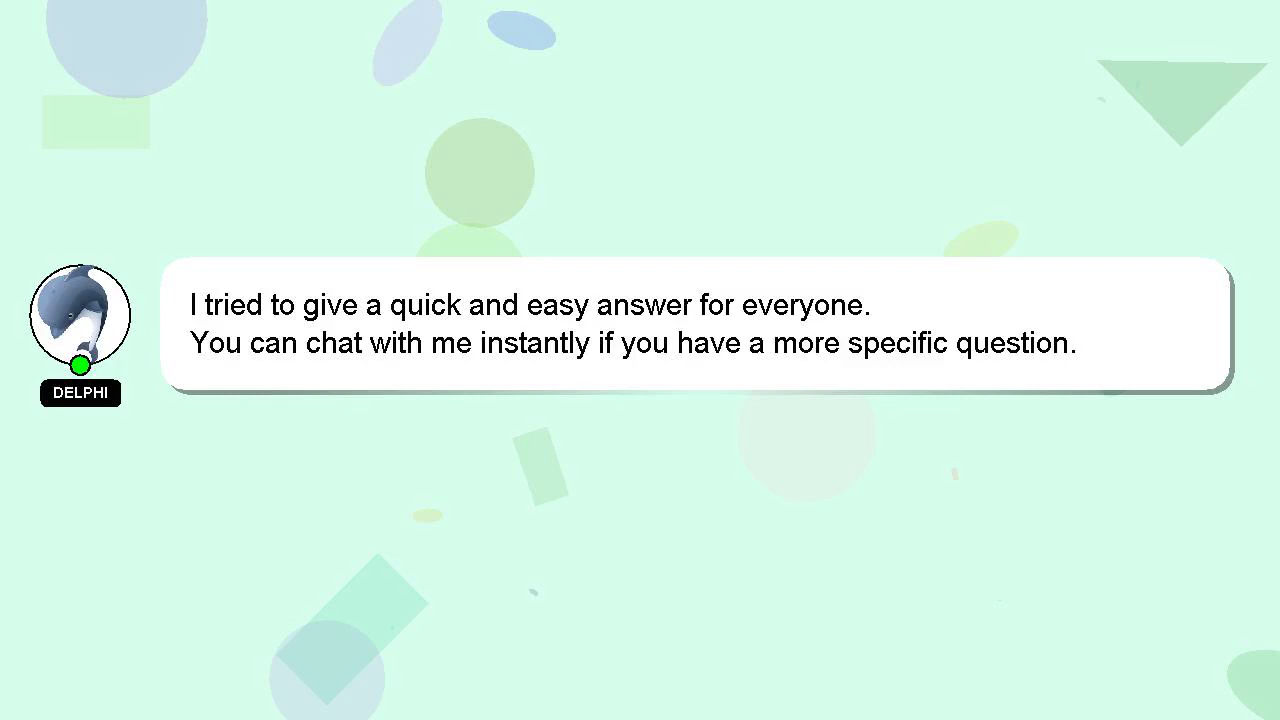 I tried to give a quick and easy answer for everyone.
You can chat with me instantly if you have a more specific question.
DELPHI